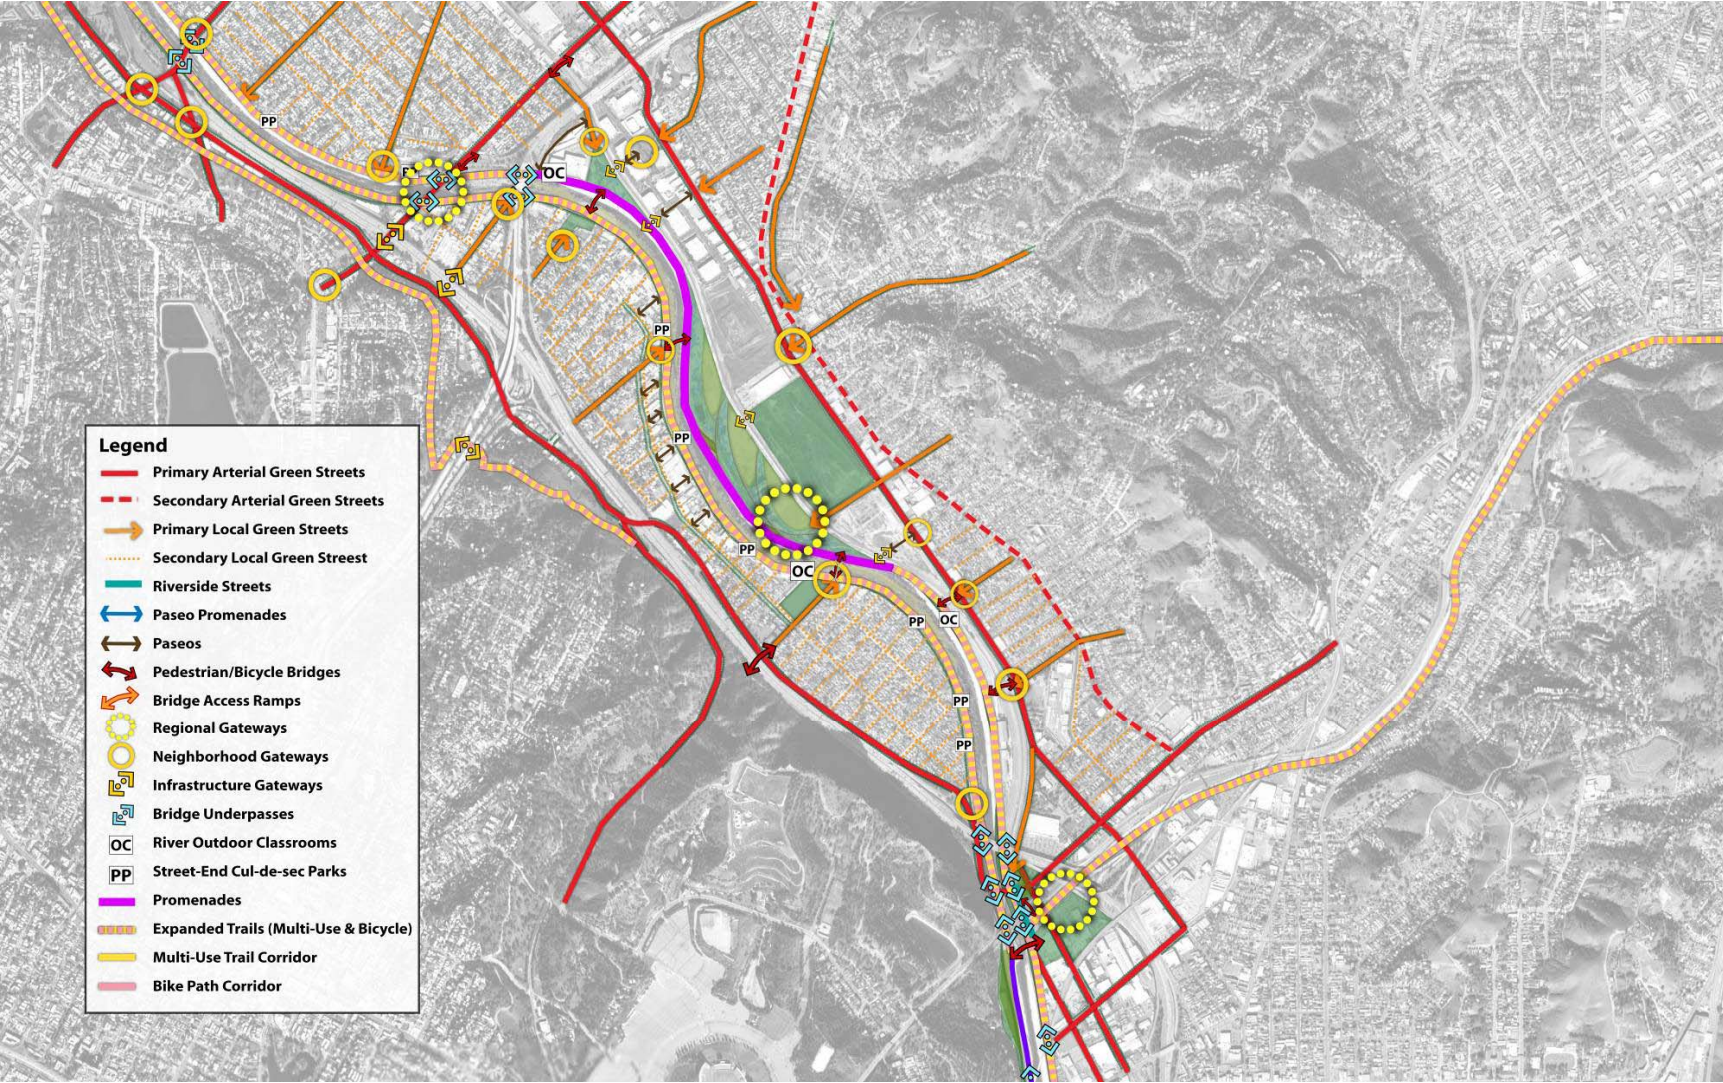 PP
PP
OC
PP
PP
PP
OC
PP
OC
PP
PP
Legend
Primary Arterial Green Streets
Secondary Arterial Green Streets
Primary Local Green Streets
Secondary Local Green Streest
Riverside Streets
Paseo Promenades
Paseos
Pedestrian/Bicycle Bridges
Bridge Access Ramps
Regional Gateways
Neighborhood Gateways
Infrastructure Gateways
Bridge Underpasses
OC River Outdoor Classrooms
PP Street-End Cul-de-sec Parks
Promenades
Expanded Trails (Multi-Use & Bicycle)
Multi-Use Trail Corridor
Bike Path Corridor